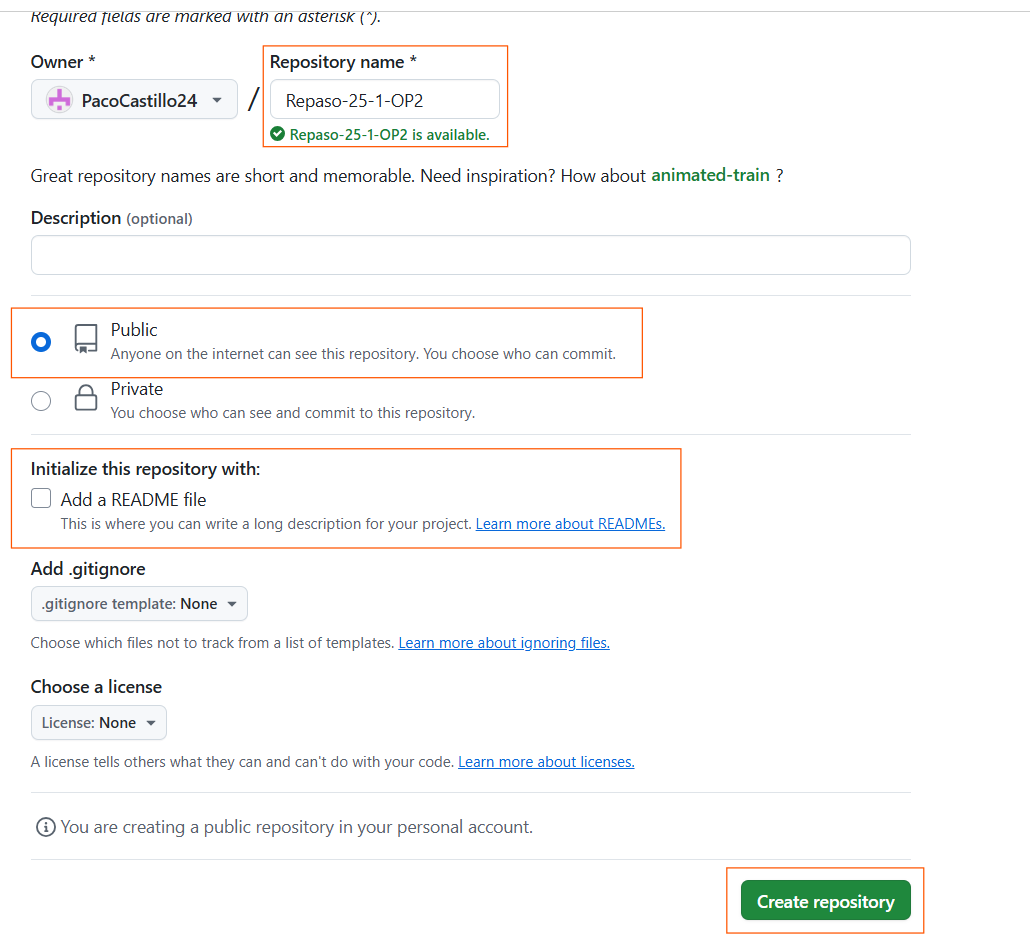 Required fields are marked with an asterisk (*).
Owner *
Repository name *
PacoCastillo24
/
Repaso-25-1-OP2
Repaso-25-1-OP2 is available.
Great repository names are short and memorable. Need inspiration? How about animated-train ?
Description (optional)
Public
Anyone on the internet can see this repository. You choose who can commit.
Private
You choose who can see and commit to this repository.
Initialize this repository with:
Add a README file
This is where you can write a long description for your project. Learn more about READMEs.
Add .gitignore
.gitignore template: None
Choose which files not to track from a list of templates. Learn more about ignoring files.
Choose a license
License: None
A license tells others what they can and can't do with your code. Learn more about licenses.
You are creating a public repository in your personal account.
Create repository